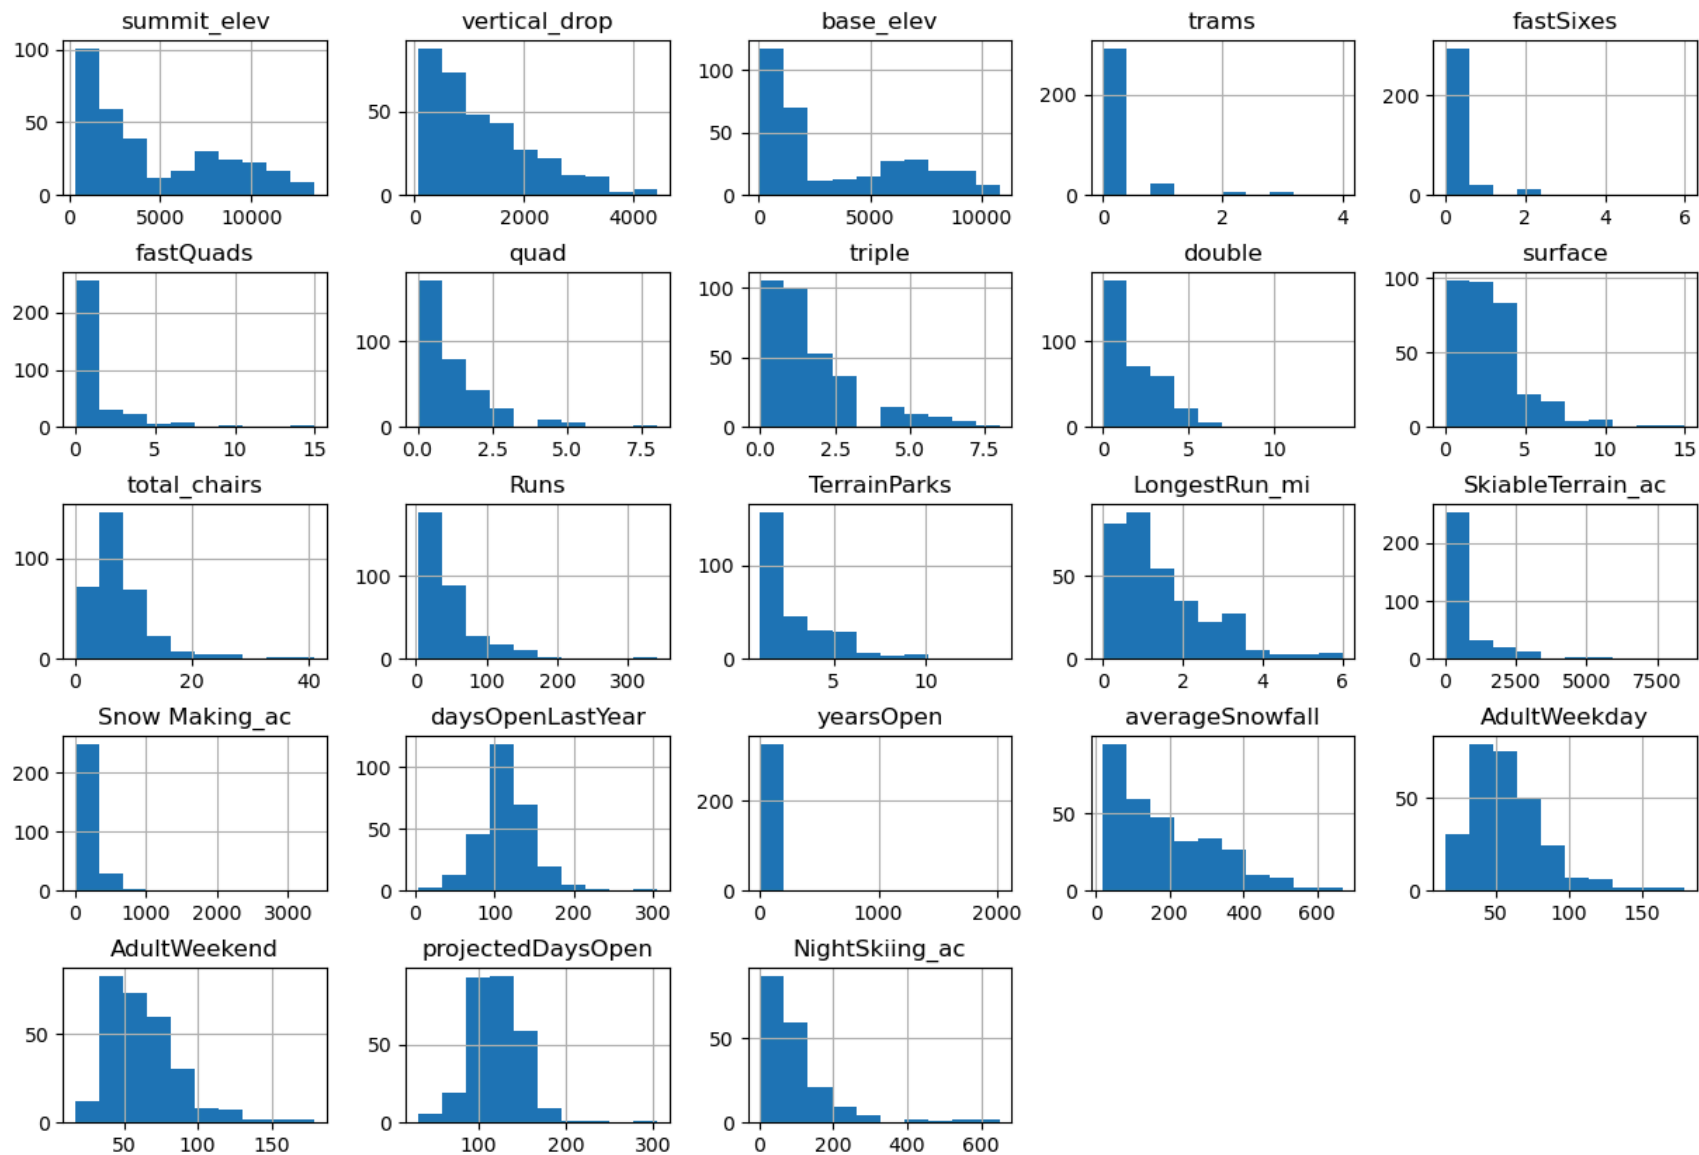 summit_elev
100
50
0
0 5000 10000
vertical_drop
50
0
0 2000 4000
base_elev
100
50
0
0 5000 10000
trams
200
0
0 2 4
fastSixes
200
0
0 2 4 6
fastQuads
200
100
0
0 5 10 15
quad
100
0
0.0 2.5 5.0 7.5
triple
100
50
0
0.0 2.5 5.0 7.5
double
100
0
0 5 10
surface
100
50
0
0 5 10 15
total_chairs
100
0
0 20 40
Runs
100
0
0 100 200 300
TerrainParks
100
0
5 10
LongestRun_mi
50
0
0 2 4 6
SkiableTerrain_ac
200
100
0
0 2500 5000 7500
Snow Making_ac
200
100
0
0 1000 2000 3000
daysOpenLastYear
100
50
0
0 100 200 300
yearsOpen
200
0
0 1000 2000
averageSnowfall
50
0
0 200 400 600
AdultWeekday
50
0
50 100 150
AdultWeekend
50
0
50 100 150
projectedDaysOpen
50
0
100 200 300
NightSkiing_ac
50
0
0 200 400 600